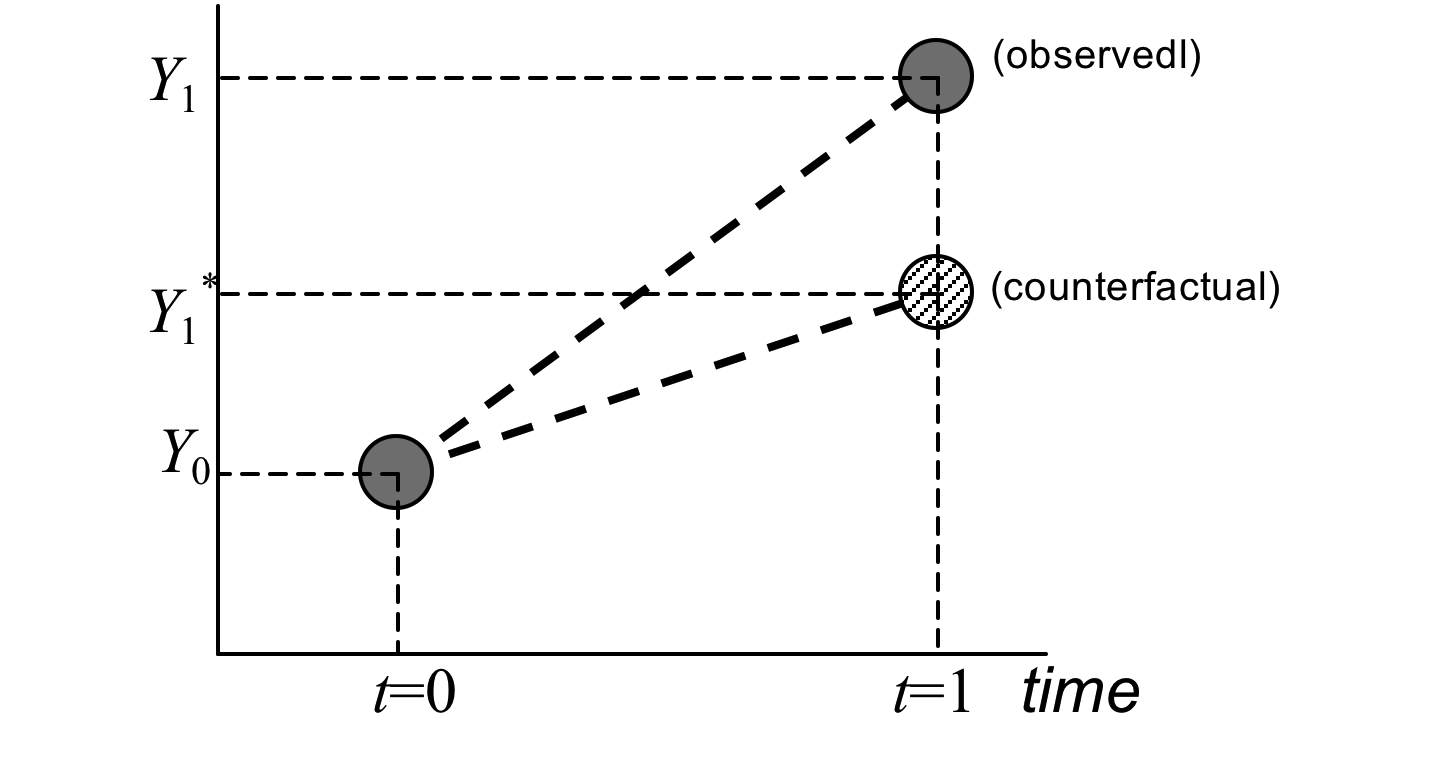 Y₁ (observedl)
Y₁* (counterfactual)
Y₀
t=0 t=1 time